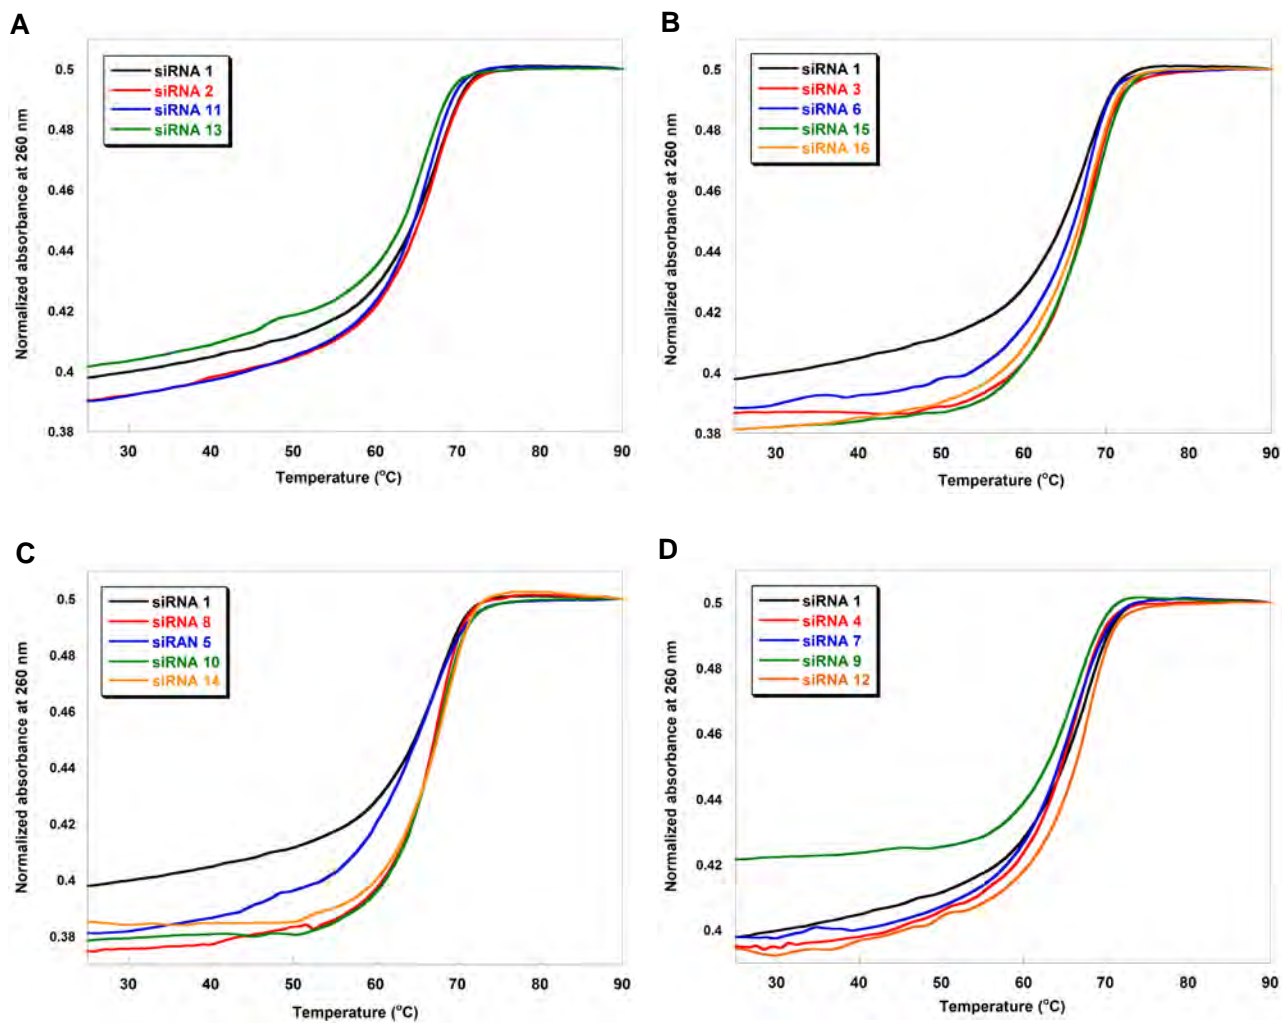 A
siRNA 1
siRNA 2
siRNA 11
siRNA 13
Normalized absorbance at 260 nm
0.5
0.48
0.46
0.44
0.42
0.4
0.38
30 40 50 60 70 80 90
Temperature (°C)
B
siRNA 1
siRNA 3
siRNA 6
siRNA 15
siRNA 16
Normalized absorbance at 260 nm
0.5
0.48
0.46
0.44
0.42
0.4
0.38
30 40 50 60 70 80 90
Temperature (°C)
C
siRNA 1
siRNA 8
siRAN 5
siRNA 10
siRNA 14
Normalized absorbance at 260 nm
0.5
0.48
0.46
0.44
0.42
0.4
0.38
30 40 50 60 70 80 90
Temperature (°C)
D
siRNA 1
siRNA 4
siRNA 7
siRNA 9
siRNA 12
Normalized absorbance at 260 nm
0.5
0.48
0.46
0.44
0.42
0.4
30 40 50 60 70 80 90
Temperature (°C)